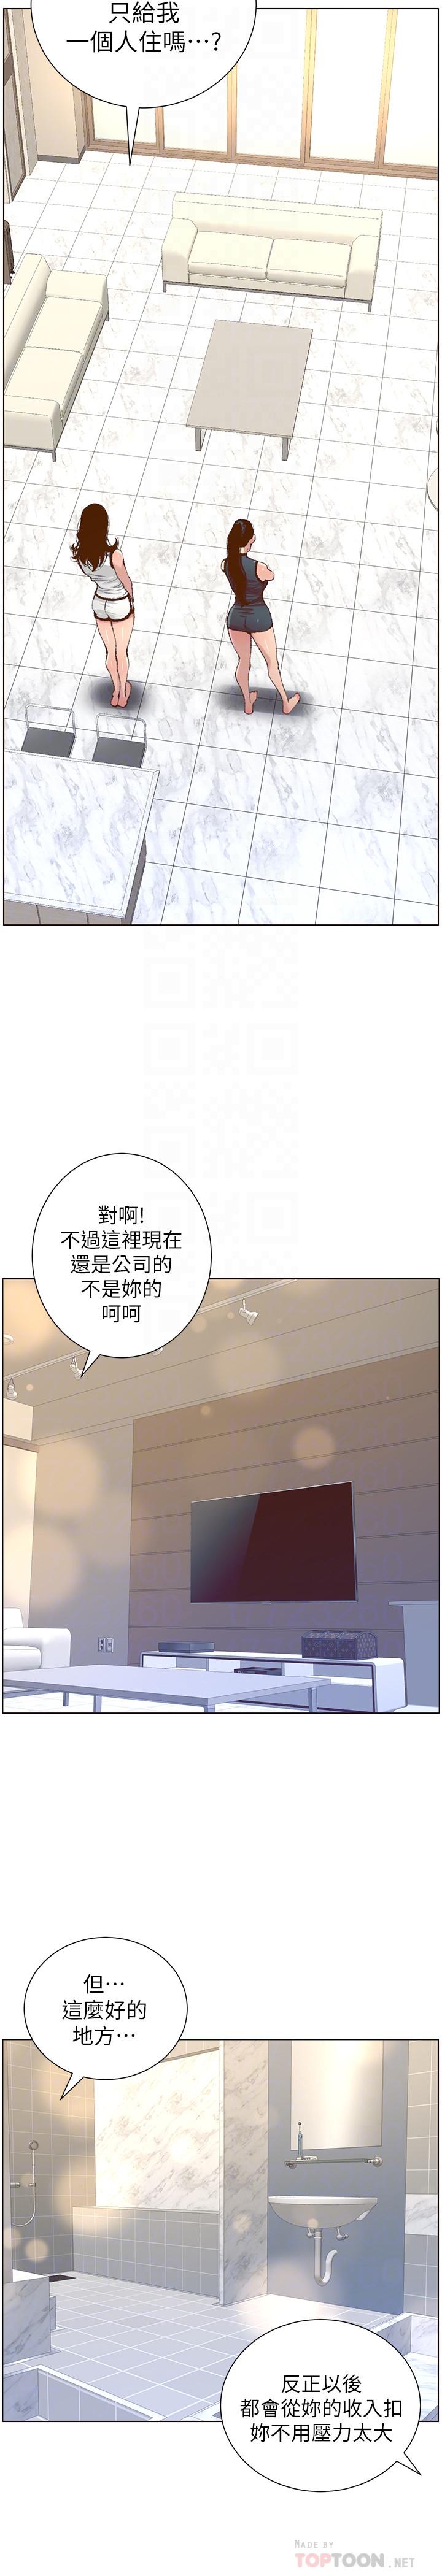 只給我
一個人住嗎…?
對啊!
不過這裡現在
還是公司的
不是妳的
呵呵
但…
這麼好的
地方…
反正以後
都會從妳的收入扣
妳不用壓力太大
MADE BY
TOPTOON.NET